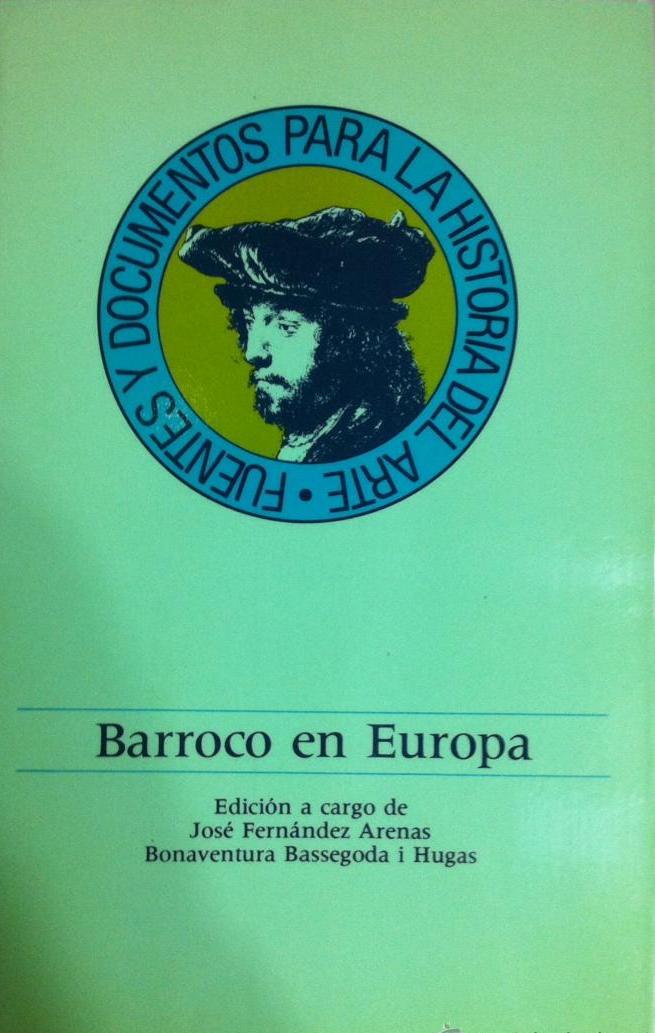 FUENTES Y DOCUMENTOS PARA LA HISTORIA DEL ARTE •
Barroco en Europa
Edición a cargo de
José Fernández Arenas
Bonaventura Bassegoda i Hugas